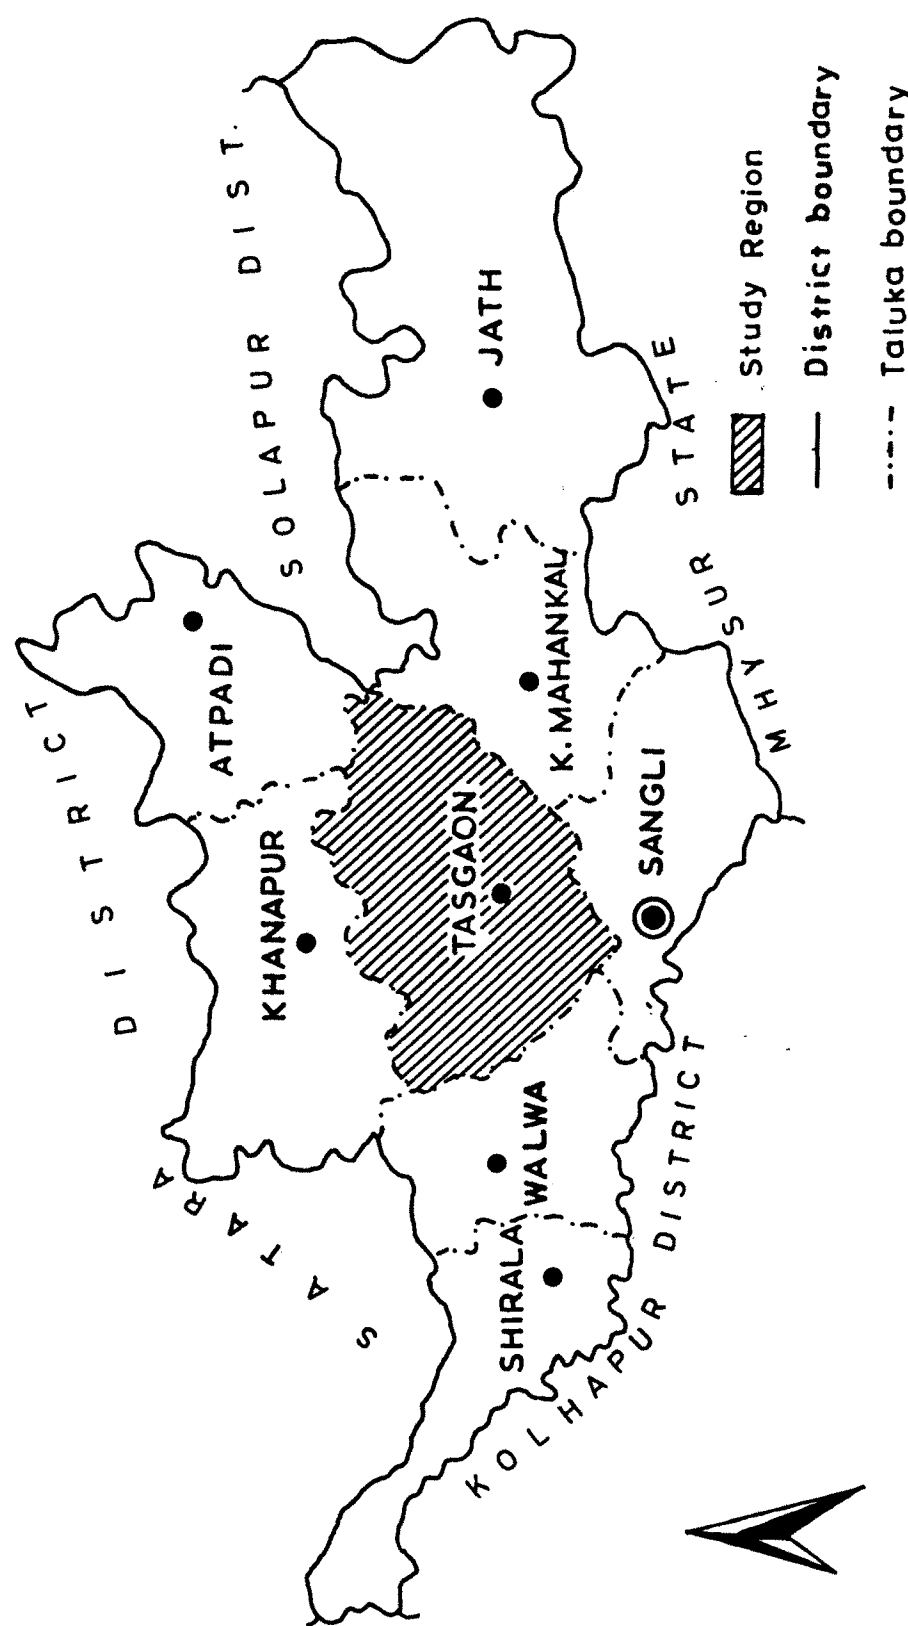 SATARA DISTRICT
SOLAPUR DIST.
ATPADI
KHANAPUR
TASGAON
JATH
K. MAHANKAL
WALWA
SHIRALA
SANGLI
KOLHAPUR DISTRICT
MHYSUR STATE
Study Region
District boundary
Taluka boundary